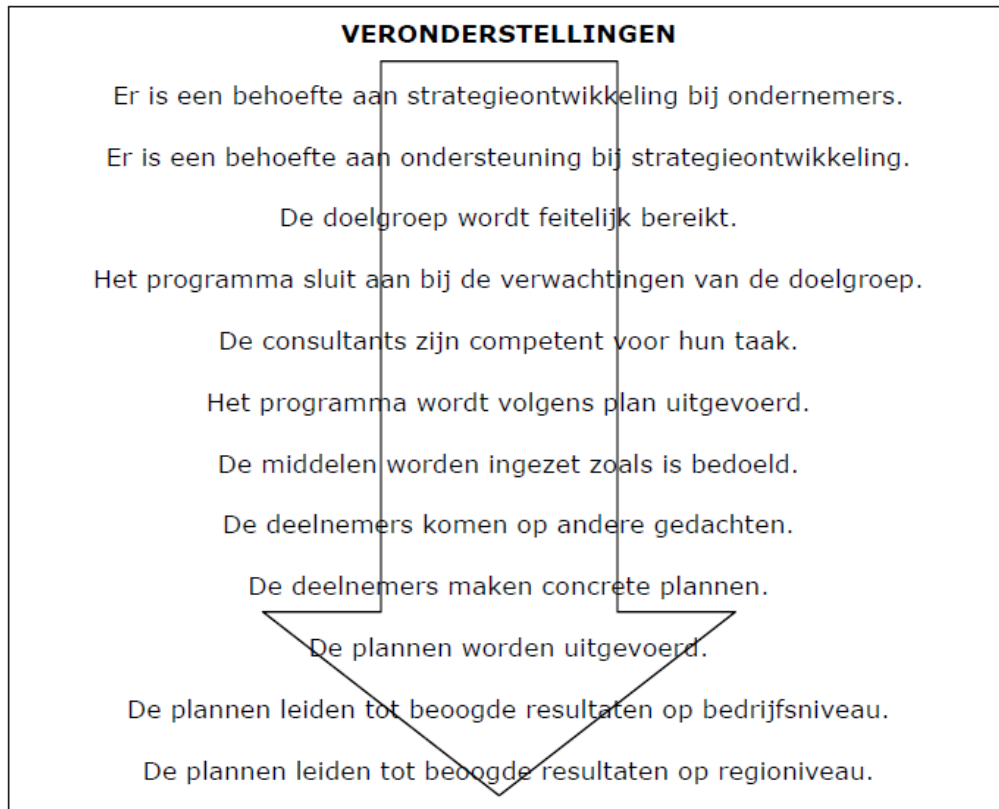 VERONDERSTELLINGEN
Er is een behoefte aan strategieontwikkeling bij ondernemers.
Er is een behoefte aan ondersteuning bij strategieontwikkeling.
De doelgroep wordt feitelijk bereikt.
Het programma sluit aan bij de verwachtingen van de doelgroep.
De consultants zijn competent voor hun taak.
Het programma wordt volgens plan uitgevoerd.
De middelen worden ingezet zoals is bedoeld.
De deelnemers komen op andere gedachten.
De deelnemers maken concrete plannen.
De plannen worden uitgevoerd.
De plannen leiden tot beoogde resultaten op bedrijfsniveau.
De plannen leiden tot beoogde resultaten op regioniveau.